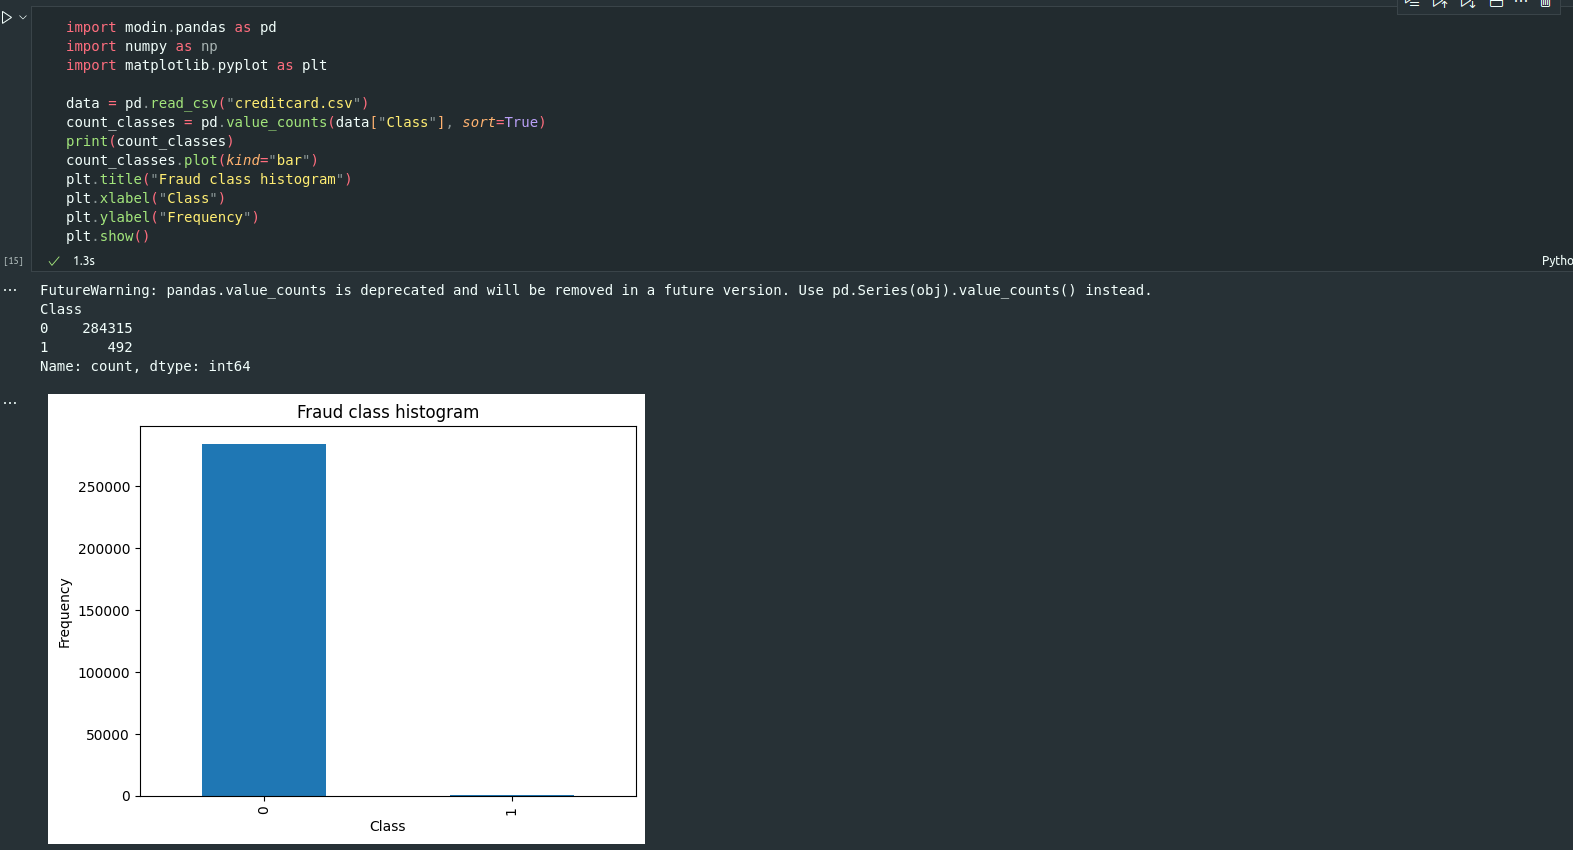 import modin.pandas as pd
import numpy as np
import matplotlib.pyplot as plt
data = pd.read_csv("creditcard.csv")
count_classes = pd.value_counts(data["Class"], sort=True)
print(count_classes)
count_classes.plot(kind="bar")
plt.title("Fraud class histogram")
plt.xlabel("Class")
plt.ylabel("Frequency")
plt.show()
[15]
1.3s
Pytho
FutureWarning: pandas.value_counts is deprecated and will be removed in a future version. Use pd.Series(obj).value_counts() instead.
Class
0    284315
1       492
Name: count, dtype: int64
Fraud class histogram
250000
200000
150000
100000
50000
0
Frequency
0
1
Class